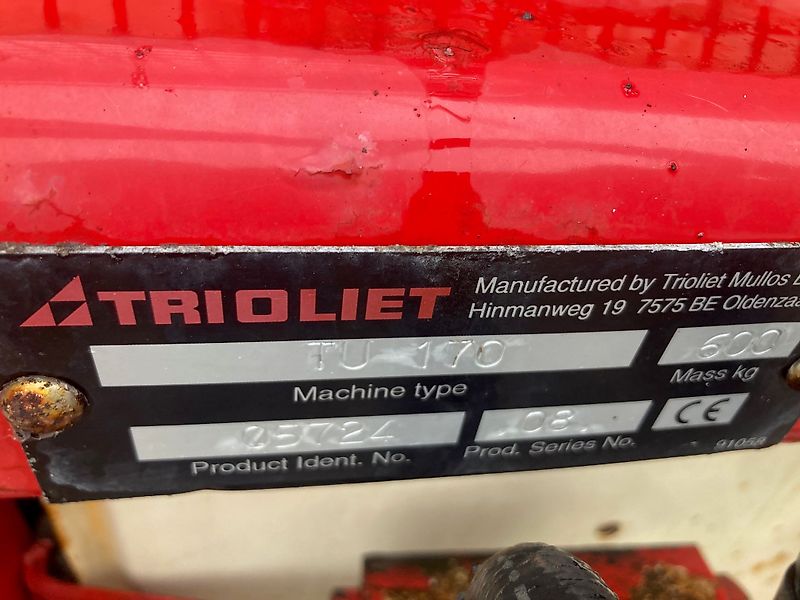 TRIOLIET
Manufactured by Trioliet Mullos
Hinmanweg 19 7575 BE Oldenzaa
TU 170
Machine type
600
Mass kg
05724
Product Ident. No.
08
Prod. Series No.
CE
91058